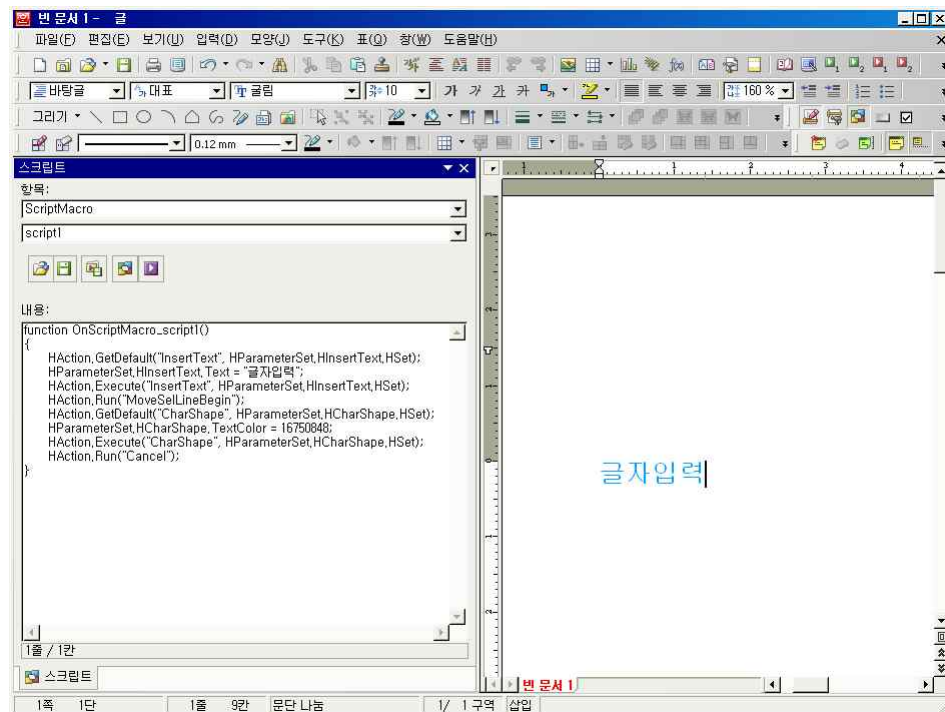 빈 문서 1 - 글
파일(F) 편집(E) 보기(U) 입력(D) 모양(J) 도구(K) 표(Q) 창(W) 도움말(H)
바탕글 대표 굴림 10 가 가 가 가 160 %
그리기
0.12 mm
스크립트
항목:
ScriptMacro
script1
내용:
function OnScriptMacro_script1()
{
HAction.GetDefault("InsertText", HParameterSet.HInsertText.HSet);
HParameterSet.HInsertText.Text = "글자입력";
HAction.Execute("InsertText", HParameterSet.HInsertText.HSet);
HAction.Run("MoveSelLineBegin");
HAction.GetDefault("CharShape", HParameterSet.HCharShape.HSet);
HParameterSet.HCharShape.TextColor = 16750848;
HAction.Execute("CharShape", HParameterSet.HCharShape.HSet);
HAction.Run("Cancel");
}
글자입력
1줄 / 1칸
스크립트
빈 문서 1
1쪽 1단 1줄 9칸 문단 나눔 1/ 1 구역 삽입